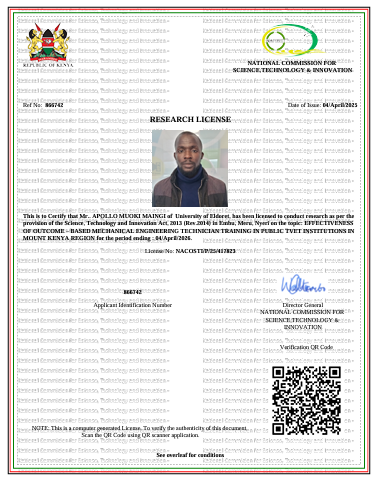 REPUBLIC OF KENYA
NATIONAL COMMISSION FOR
SCIENCE,TECHNOLOGY & INNOVATION
Ref No: 866742
Date of Issue: 04/April/2025
RESEARCH LICENSE
This is to Certify that Mr.. APOLLO MUOKI MAINGI of University of Eldoret, has been licensed to conduct research as per the
provision of the Science, Technology and Innovation Act, 2013 (Rev.2014) in Embu, Meru, Nyeri on the topic: EFFECTIVENESS
OF OUTCOME – BASED MECHANICAL ENGINEERING TECHNICIAN TRAINING IN PUBLIC TVET INSTITUTIONS IN
MOUNT KENYA REGION for the period ending : 04/April/2026.
License No: NACOSTI/P/25/417823
866742
Applicant Identification Number
Director General
NATIONAL COMMISSION FOR
SCIENCE,TECHNOLOGY &
INNOVATION
Verification QR Code
NOTE: This is a computer generated License. To verify the authenticity of this document,
Scan the QR Code using QR scanner application.
See overleaf for conditions